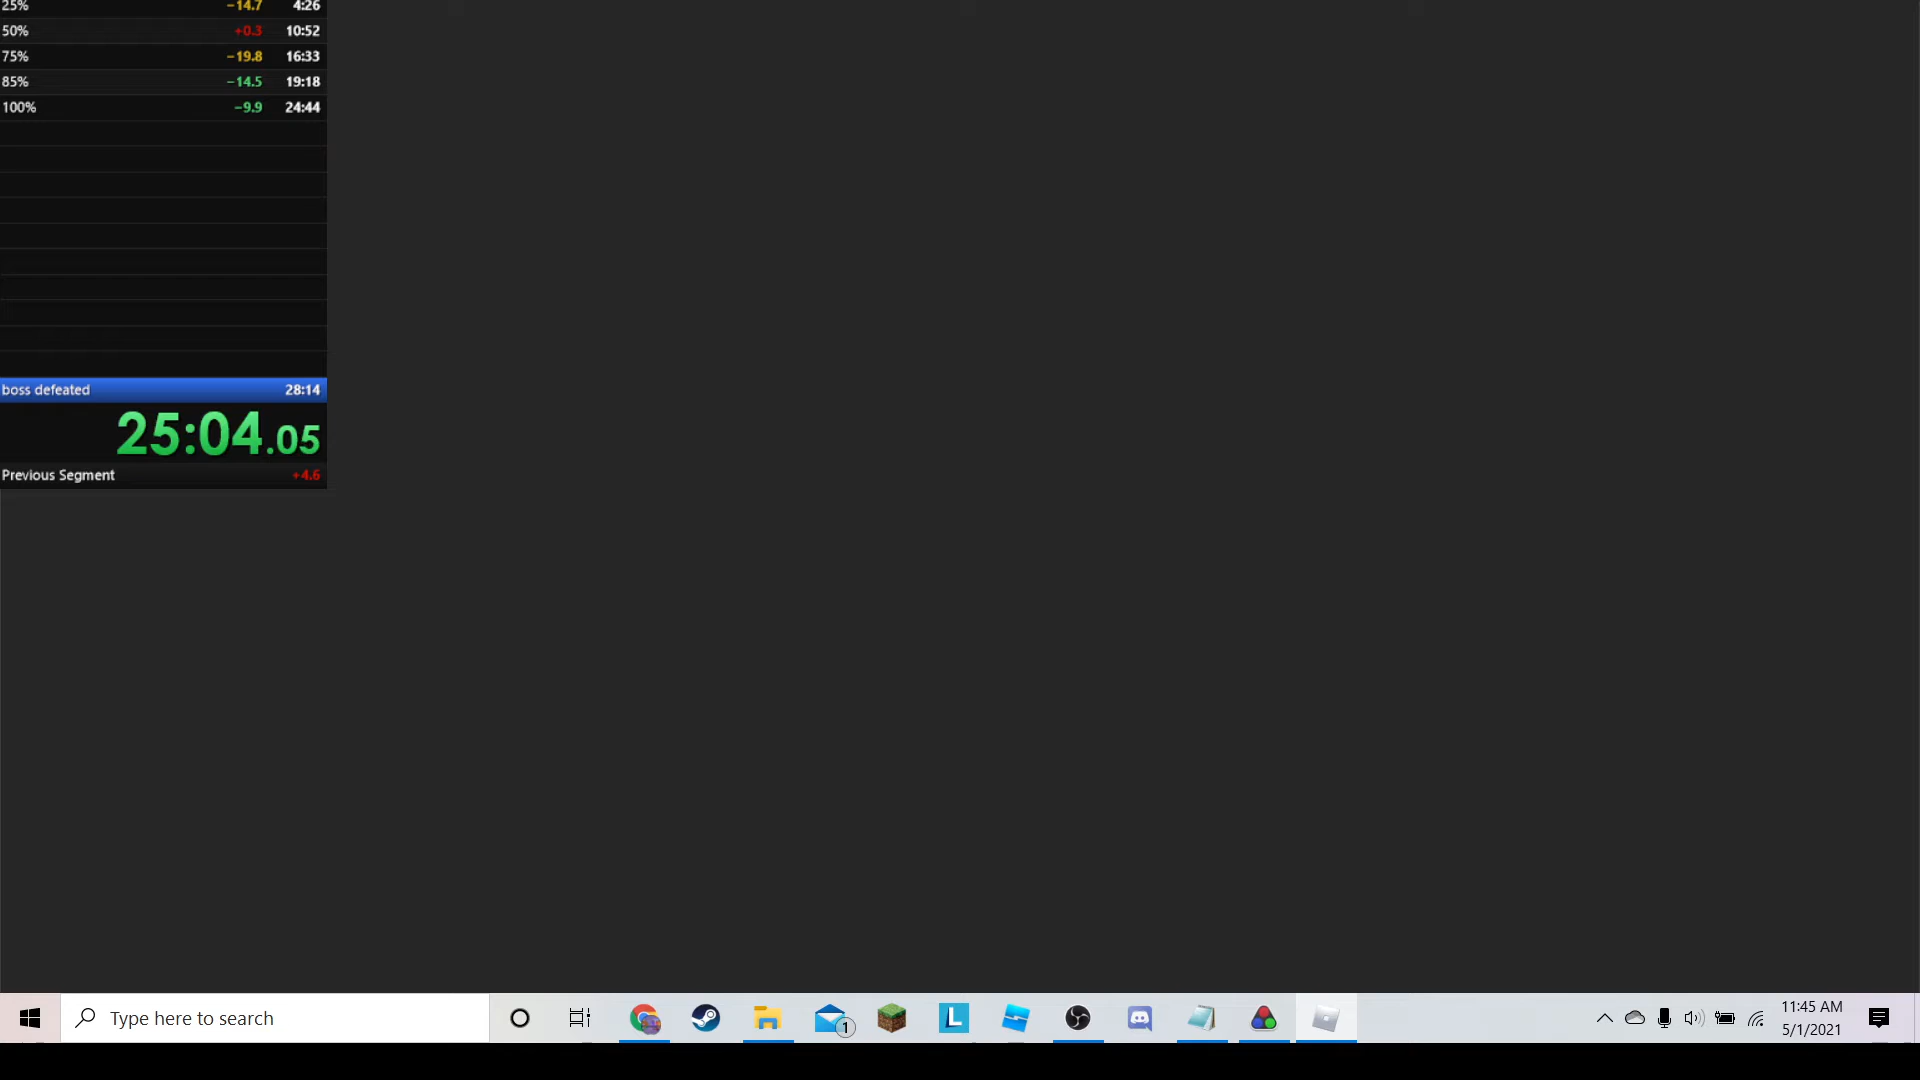 25% −14.7 4:26
50% +0.3 10:52
75% −19.8 16:33
85% −14.5 19:18
100% −9.9 24:44
boss defeated 28:14
25:04.05
Previous Segment +4.6
Type here to search
1
L
11:45 AM
5/1/2021